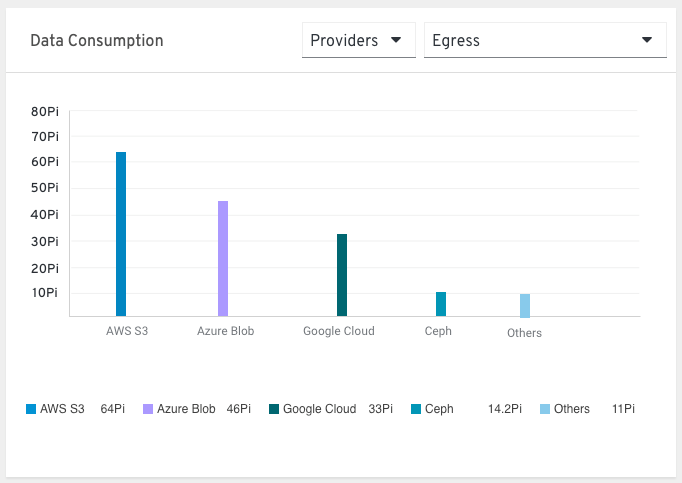 Data Consumption
Providers
Egress
80Pi
70Pi
60Pi
50Pi
40Pi
30Pi
20Pi
10Pi
AWS S3
Azure Blob
Google Cloud
Ceph
Others
AWS S3 64Pi Azure Blob 46Pi Google Cloud 33Pi Ceph 14.2Pi Others 11Pi